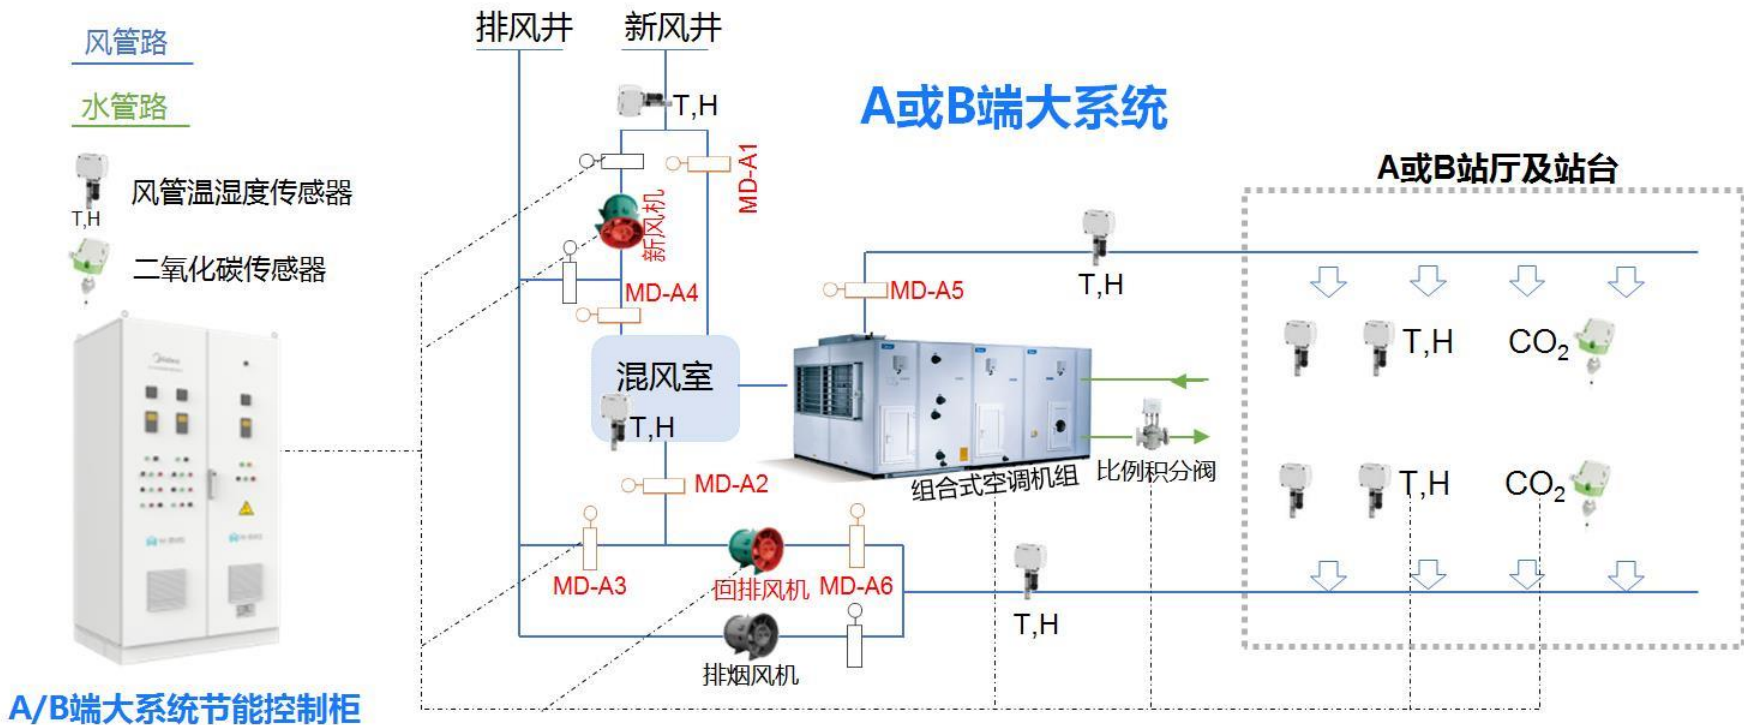 排风井
新风井
风管路
水管路
T,H
A或B端大系统
MD-A1
A或B站厅及站台
风管温湿度传感器
T,H
新风机
二氧化碳传感器
T,H
MD-A4
MD-A5
T,H
CO2
混风室
T,H
MD-A2
组合式空调机组
比例积分阀
T,H
CO2
MD-A3
回排风机
MD-A6
T,H
排烟风机
A/B端大系统节能控制柜